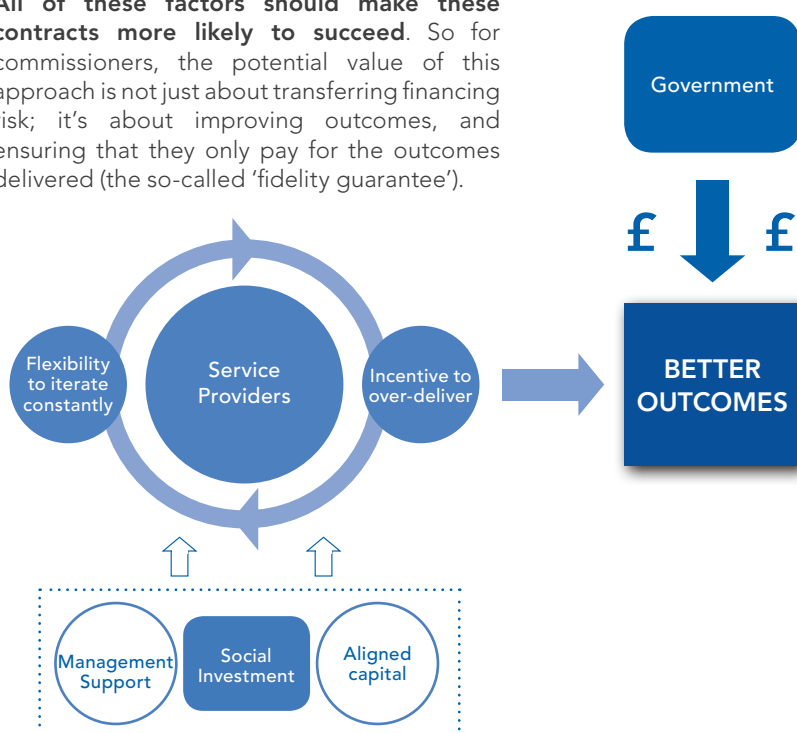 All of these factors should make these
contracts more likely to succeed. So for
commissioners, the potential value of this
approach is not just about transferring financing
risk; it's about improving outcomes, and
ensuring that they only pay for the outcomes
delivered (the so-called ‘fidelity guarantee’).
Government
£ £
BETTER
OUTCOMES
Flexibility
to iterate
constantly
Service
Providers
Incentive to
over-deliver
Management
Support
Social
Investment
Aligned
capital